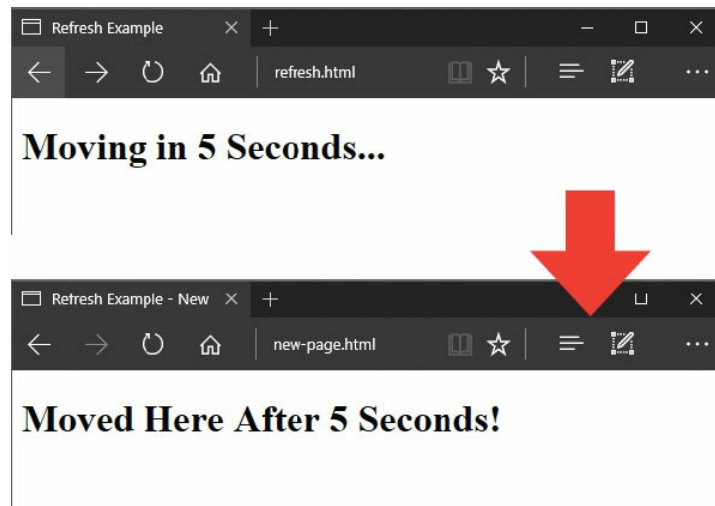 Refresh Example
refresh.html
Moving in 5 Seconds...
Refresh Example - New
new-page.html
Moved Here After 5 Seconds!